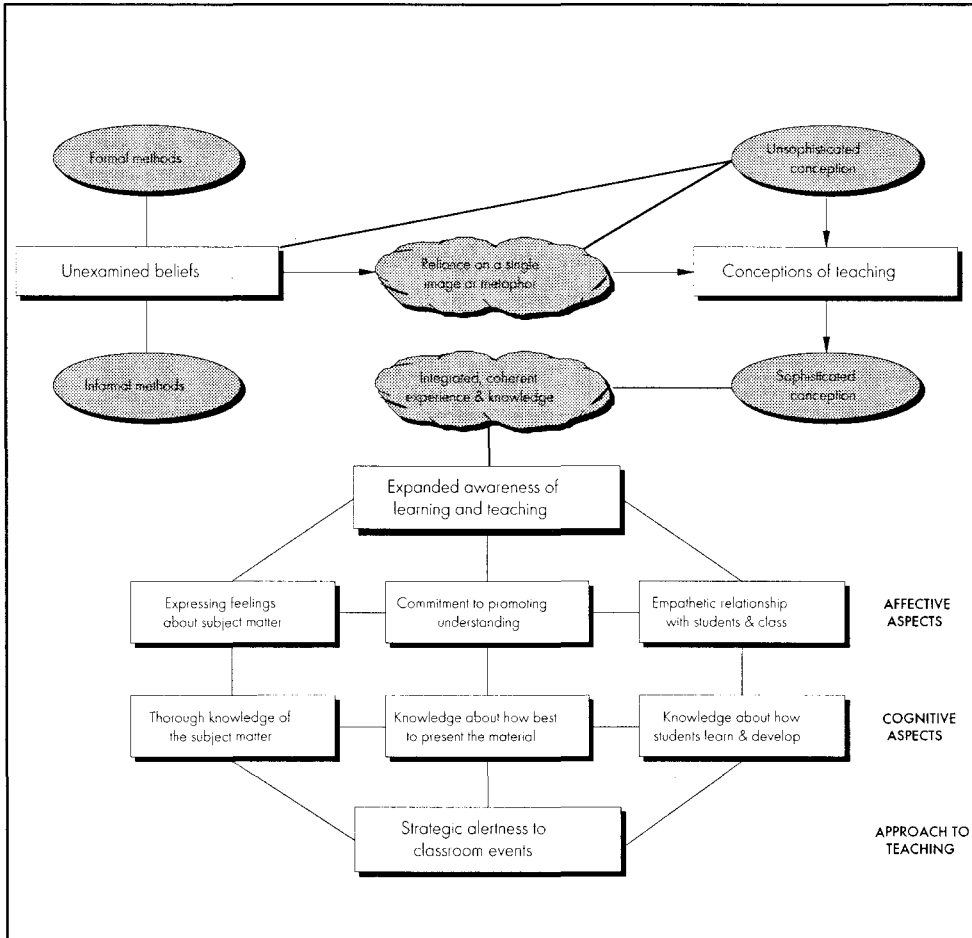 Formal methods
Unsophisticated
conception
Unexamined beliefs
Reliance on a single
image or metaphor
Conceptions of teaching
Informal methods
Integrated, coherent
experience & knowledge
Sophisticated
conception
Expanded awareness of
learning and teaching
Expressing feelings
about subject matter
Commitment to promoting
understanding
Empathetic relationship
with students & class
AFFECTIVE
ASPECTS
Thorough knowledge of
the subject matter
Knowledge about how best
to present the material
Knowledge about how
students learn & develop
COGNITIVE
ASPECTS
Strategic alertness to
classroom events
APPROACH TO
TEACHING